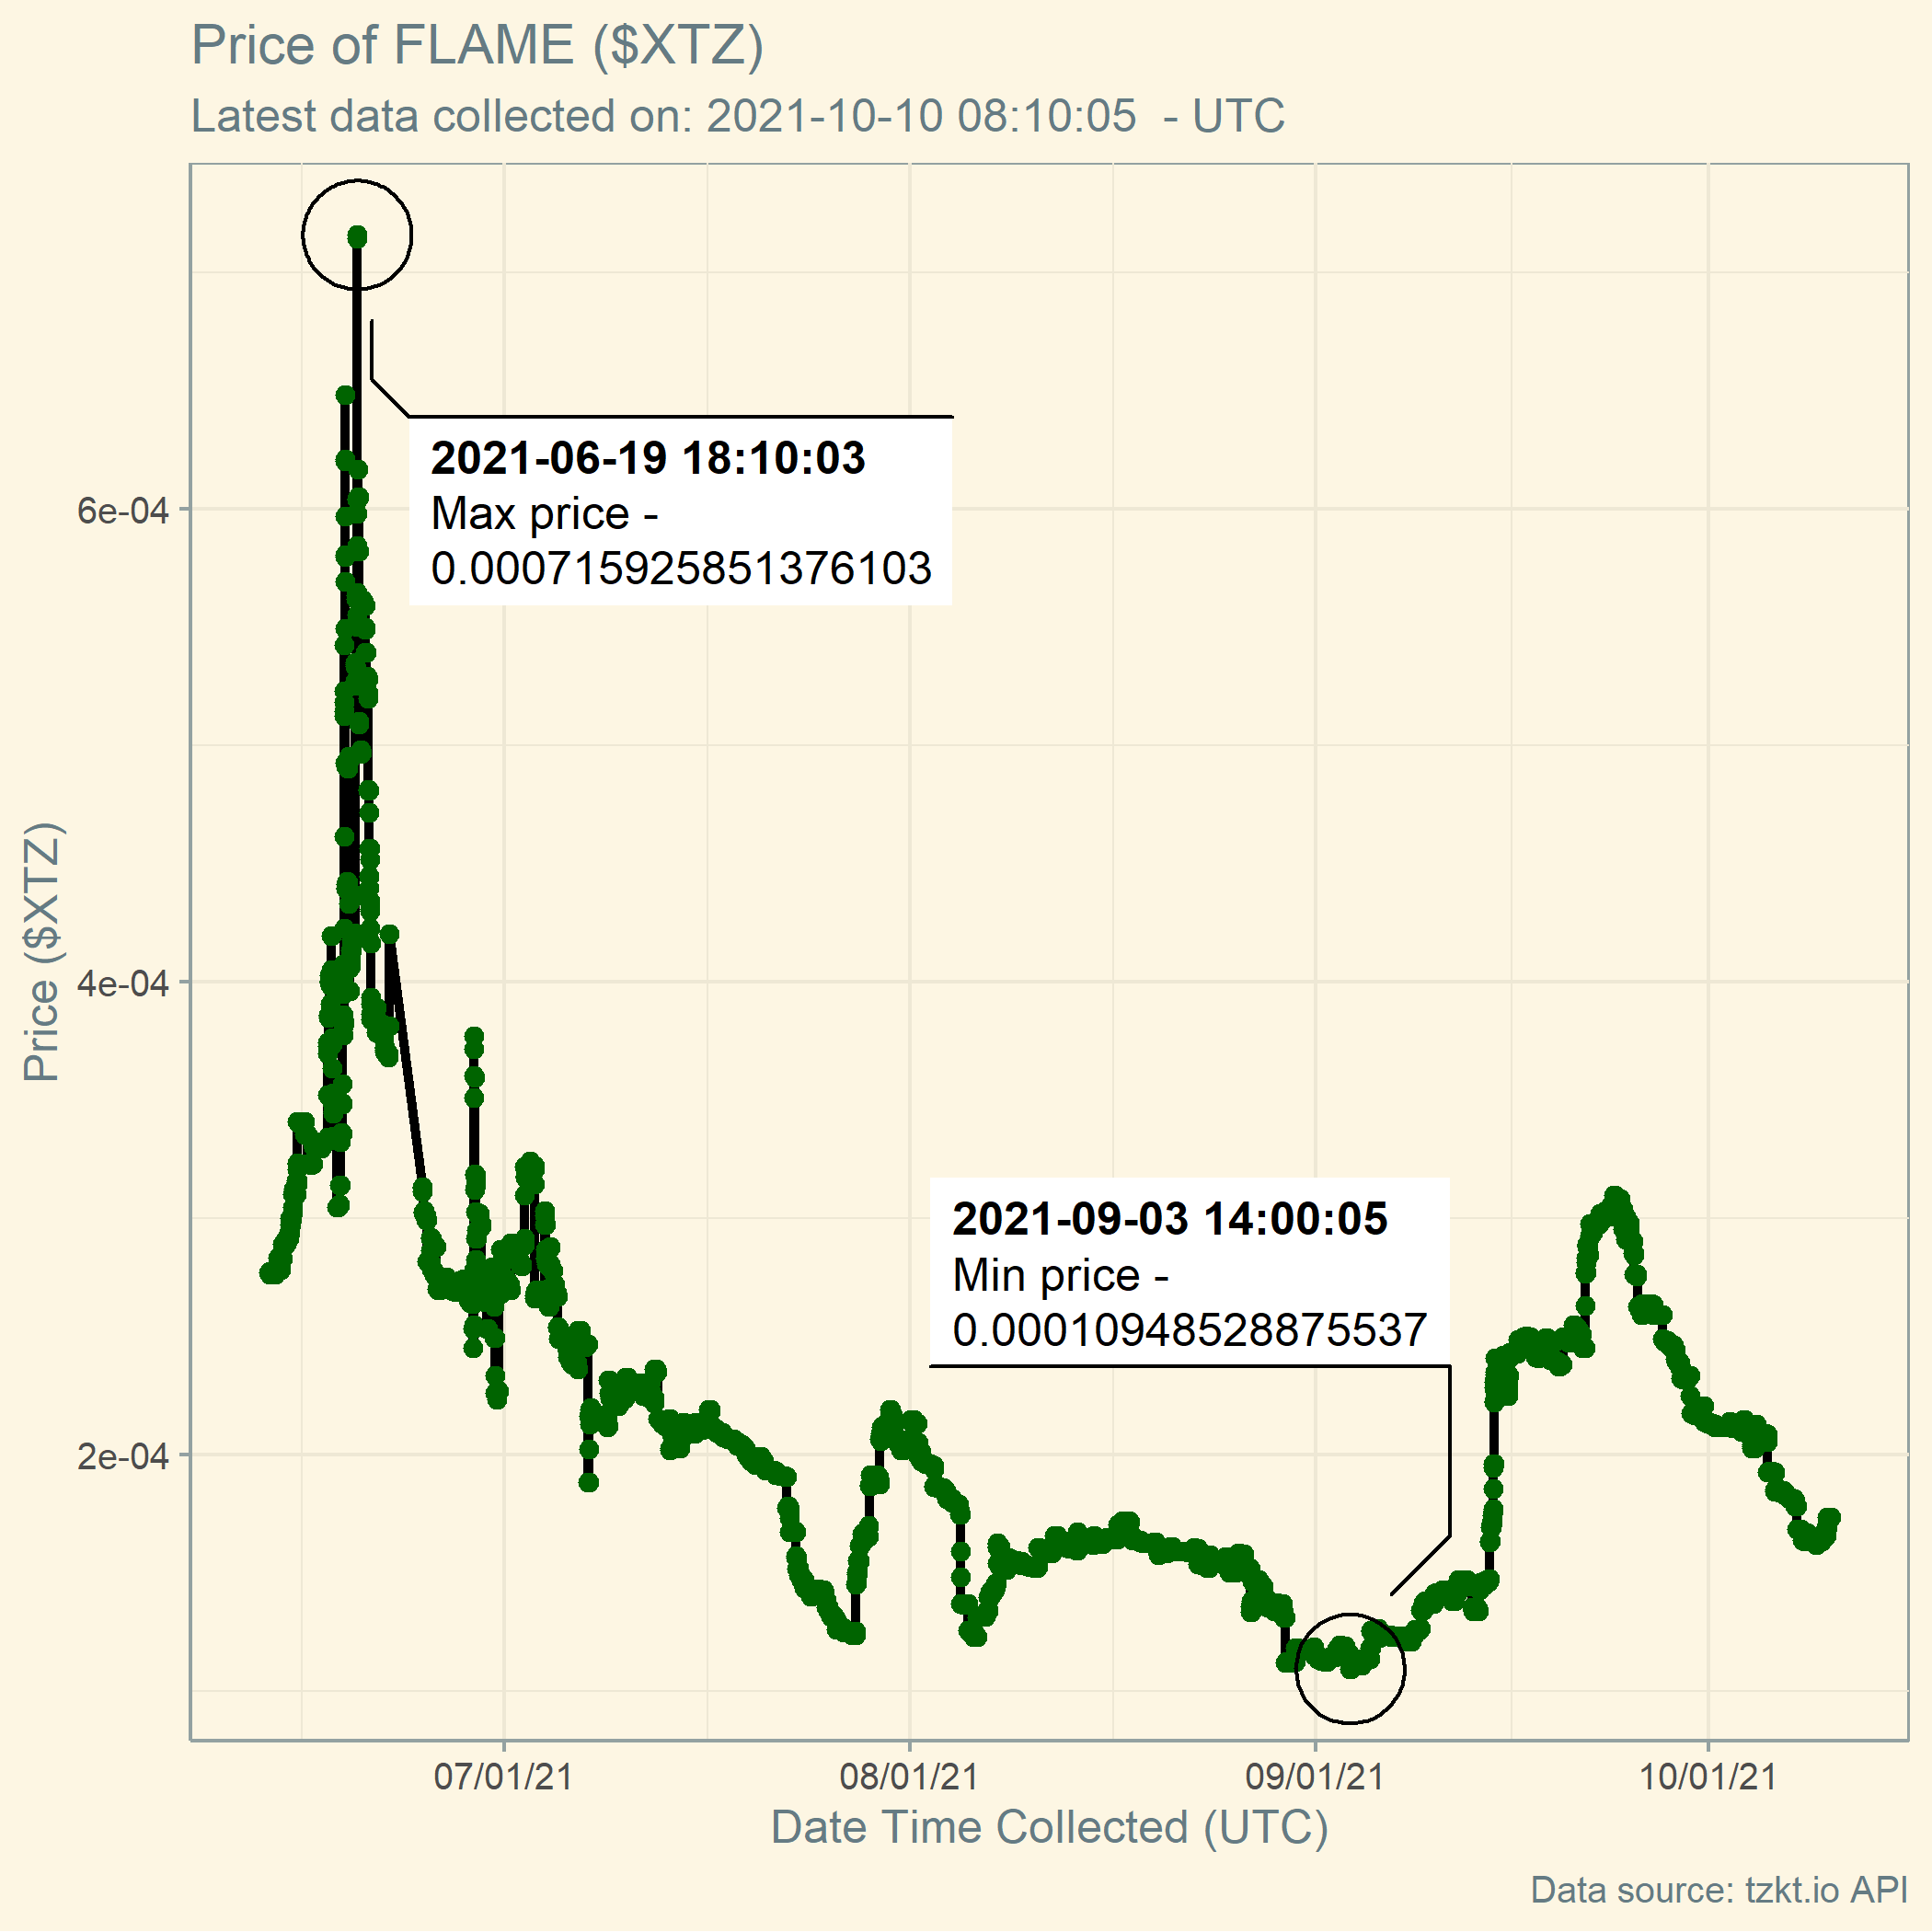 Price of FLAME ($XTZ)
Latest data collected on: 2021-10-10 08:10:05  - UTC
2021-06-19 18:10:03
Max price -
0.000715925851376103
6e-04
4e-04
2e-04
Price ($XTZ)
2021-09-03 14:00:05
Min price -
0.000109485288755​37
07/01/21
08/01/21
09/01/21
10/01/21
Date Time Collected (UTC)
Data source: tzkt.io API